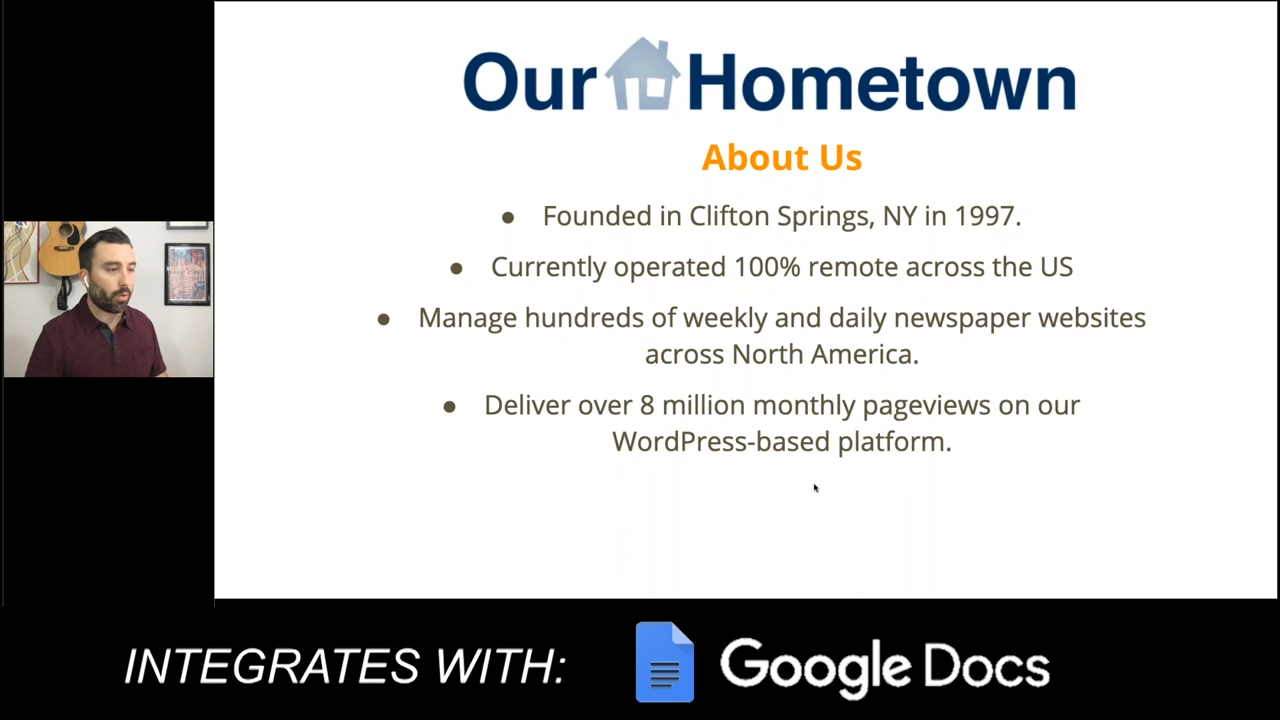 Our Hometown
About Us
● Founded in Clifton Springs, NY in 1997.
● Currently operated 100% remote across the US
● Manage hundreds of weekly and daily newspaper websites
across North America.
● Deliver over 8 million monthly pageviews on our
WordPress-based platform.
INTEGRATES WITH: Google Docs